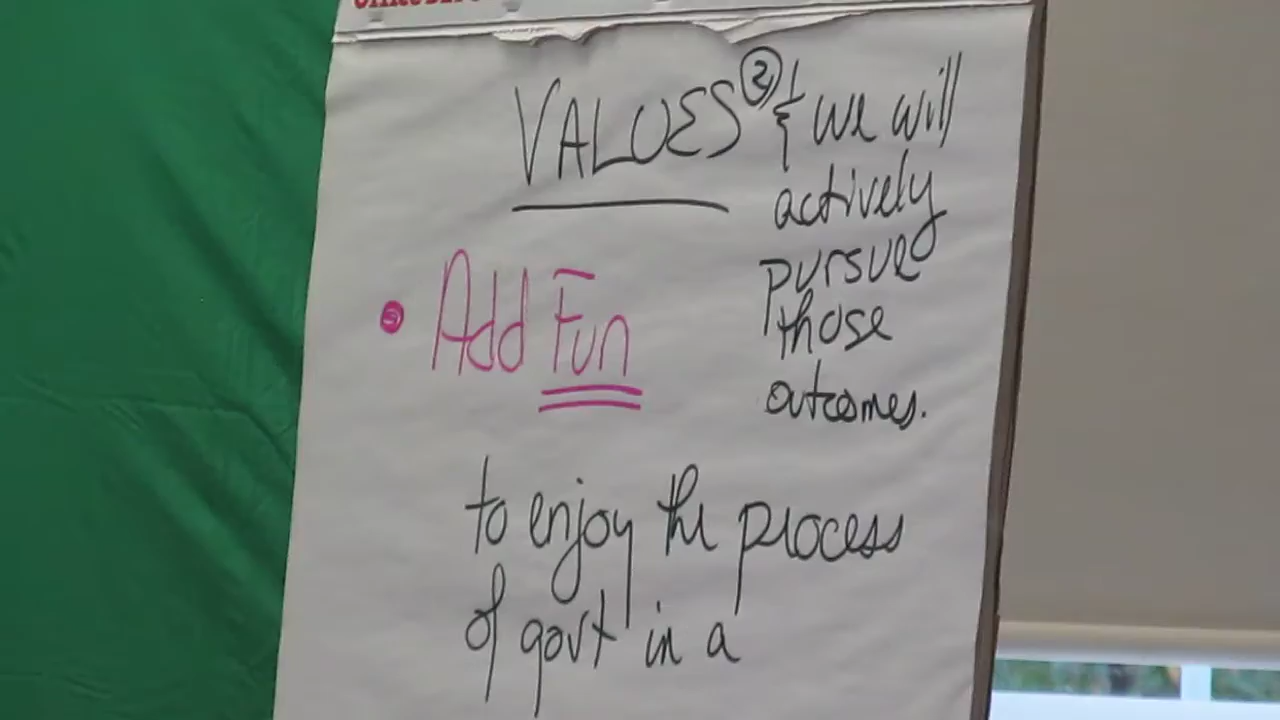 VALUES ②
& we will
actively
pursue
those
outcomes.
• Add Fun
to enjoy the process
of govt in a